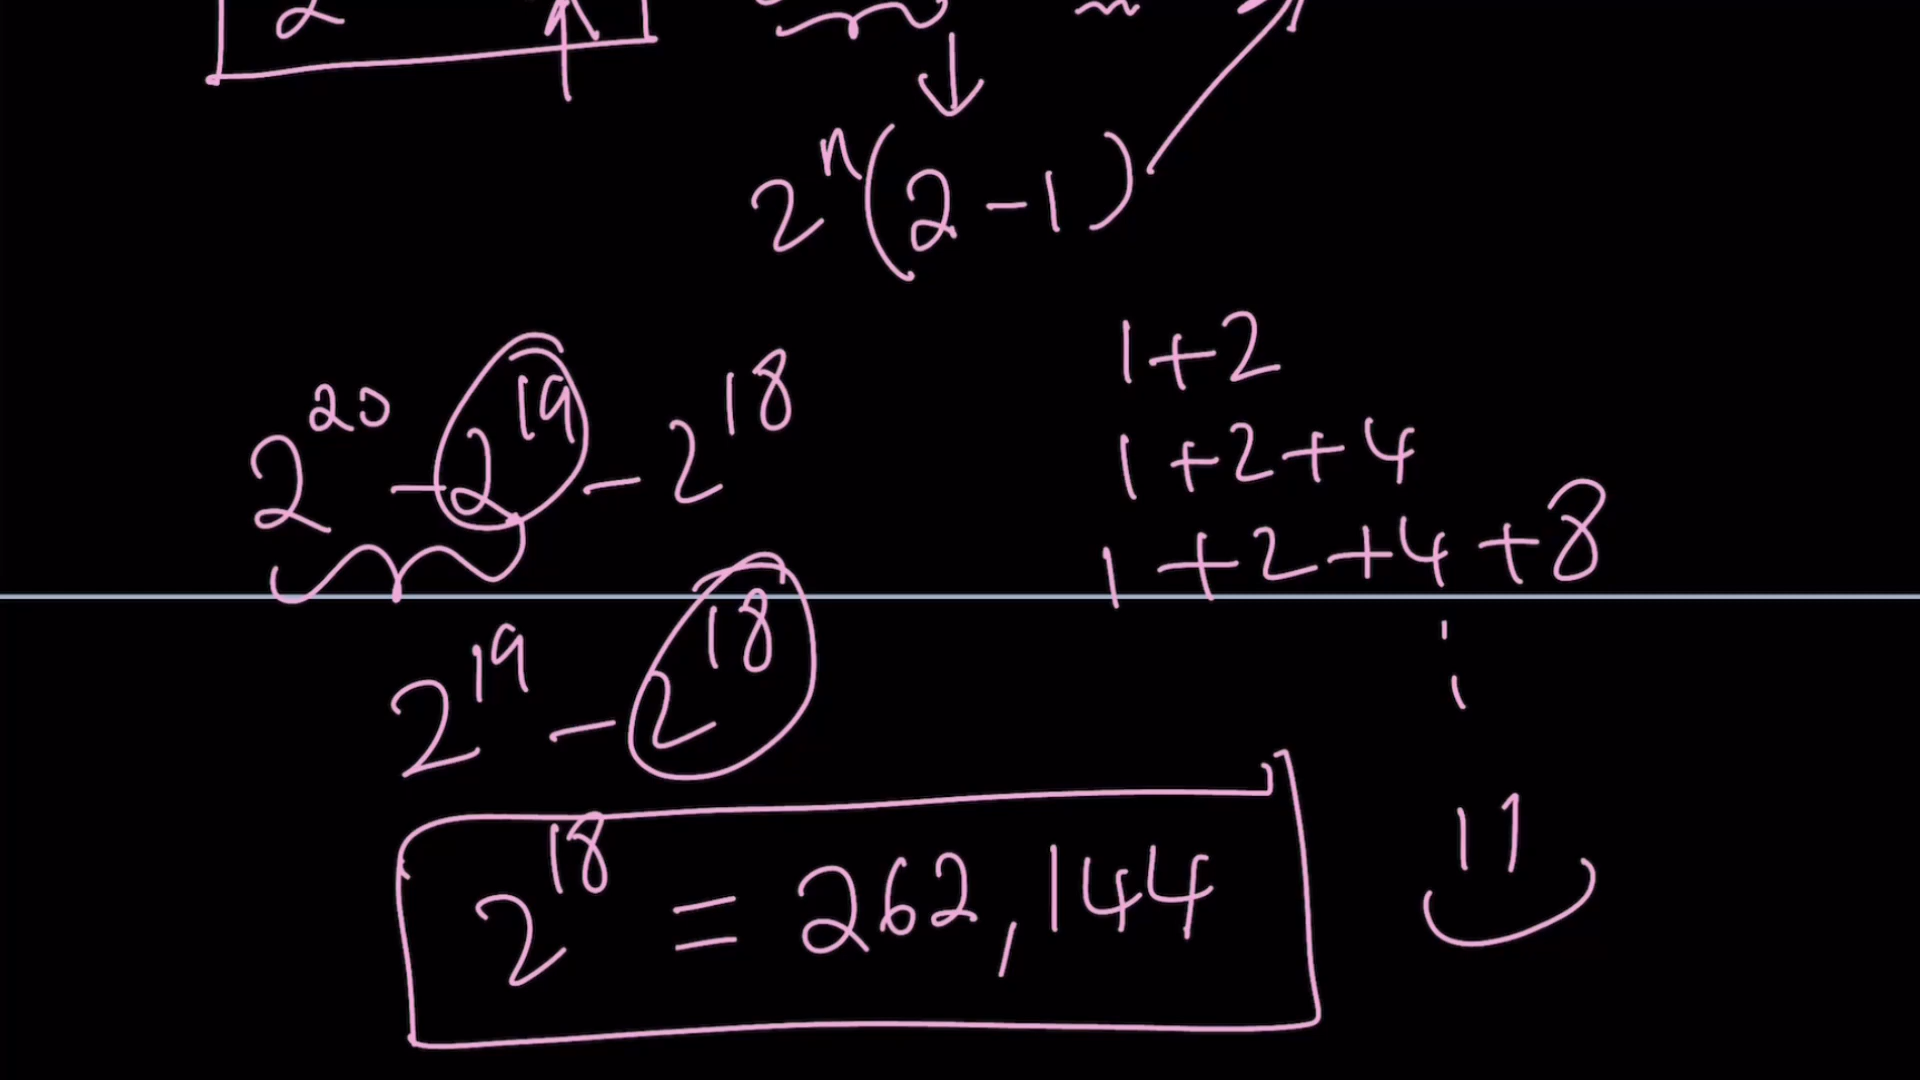 2
2^n(2-1)
2^20 - 2^19 - 2^18
1+2
1+2+4
1+2+4+8
2^19 - 2^18
2^18 = 262,144